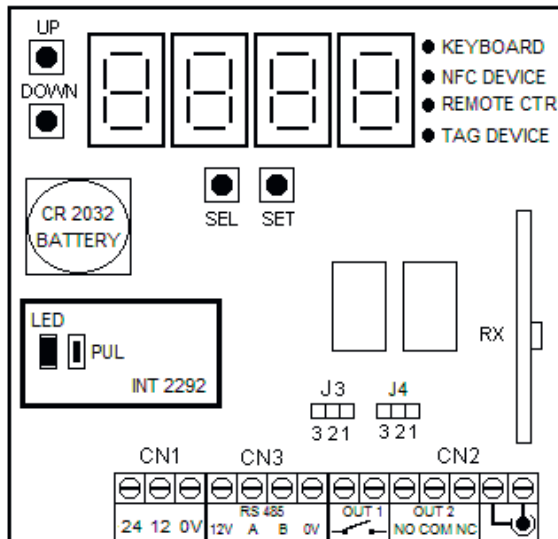 UP
KEYBOARD
NFC DEVICE
DOWN
REMOTE CTR
TAG DEVICE
SEL SET
CR 2032
BATTERY
LED
PUL
INT 2292
RX
J3 J4
3 2 1 3 2 1
CN1 CN3 CN2
RS 485 OUT 1 OUT 2
24 12 0V 12V A B 0V NO COM NC